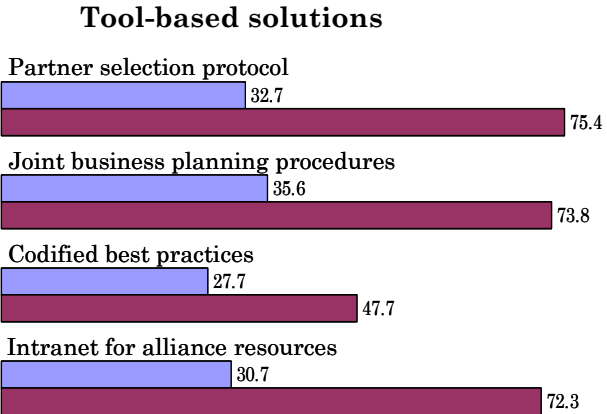 Tool-based solutions
Partner selection protocol
32.7
75.4
Joint business planning procedures
35.6
73.8
Codified best practices
27.7
47.7
Intranet for alliance resources
30.7
72.3